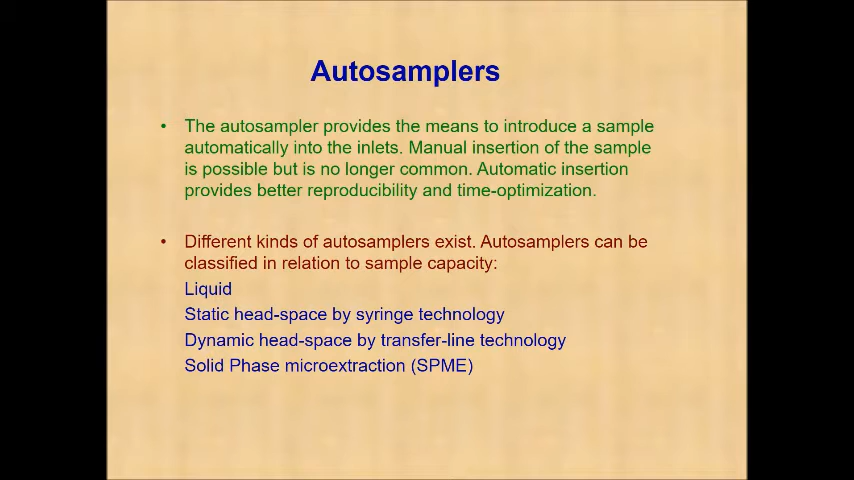 Autosamplers
• The autosampler provides the means to introduce a sample
automatically into the inlets. Manual insertion of the sample
is possible but is no longer common. Automatic insertion
provides better reproducibility and time-optimization.
• Different kinds of autosamplers exist. Autosamplers can be
classified in relation to sample capacity:
Liquid
Static head-space by syringe technology
Dynamic head-space by transfer-line technology
Solid Phase microextraction (SPME)